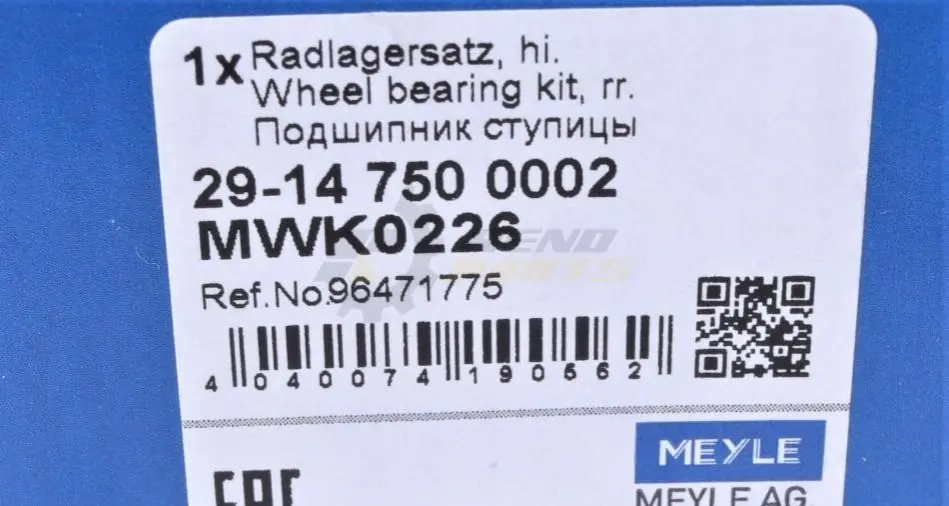 1x Radlagersatz, hi.
Wheel bearing kit, rr.
Подшипник ступицы
29-14 750 0002
MWK0226
Ref.No.96471775
4 040074 190562
MEYLE
MEYLE AG.
EAC